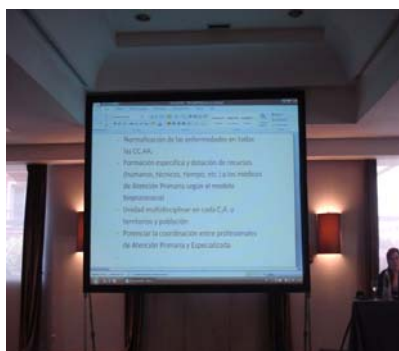 - Normalización de las enfermedades en todas
las CC.AA.
- Formación específica y dotación de recursos
(humanos, técnicos, tiempo, etc.) a los médicos
de Atención Primaria según el modelo
biopsicosocial
- Unidad multidisciplinar en cada C.A. o
territorios y población
- Potenciar la coordinación entre profesionales
de Atención Primaria y Especializada.